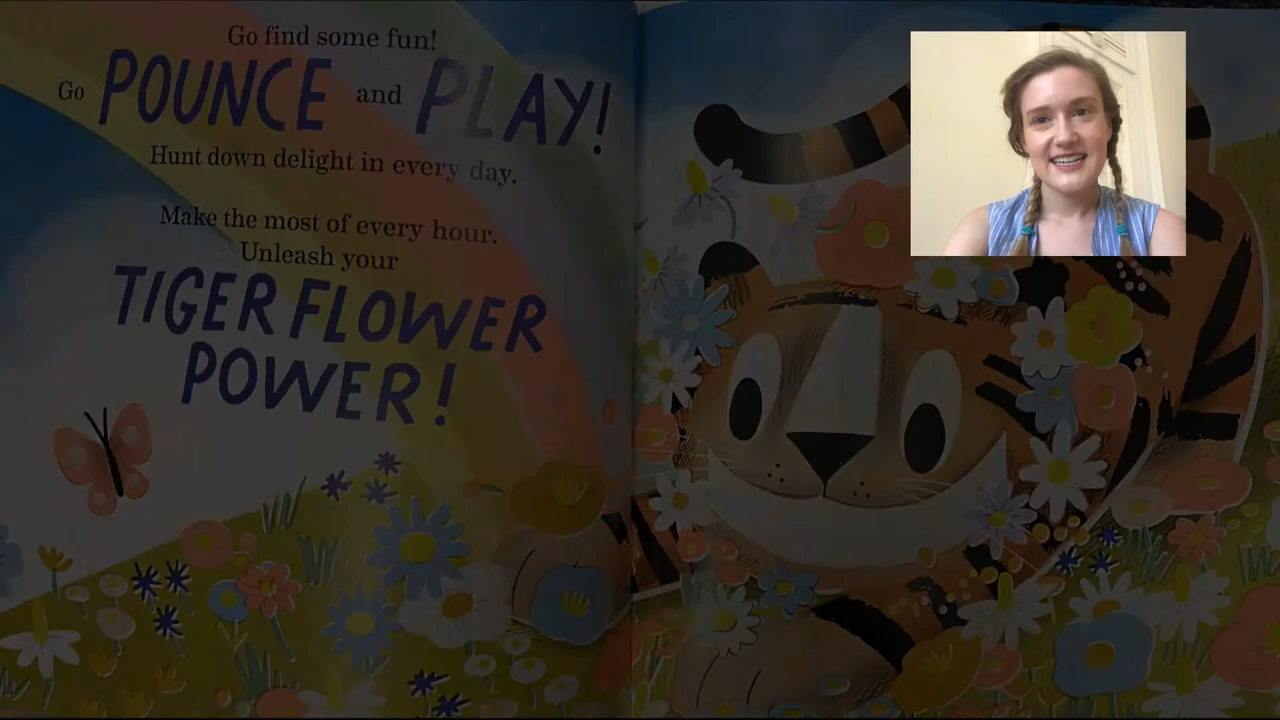 Go find some fun!
Go POUNCE and PLAY!
Hunt down delight in every day.
Make the most of every hour.
Unleash your
TIGER FLOWER
POWER!